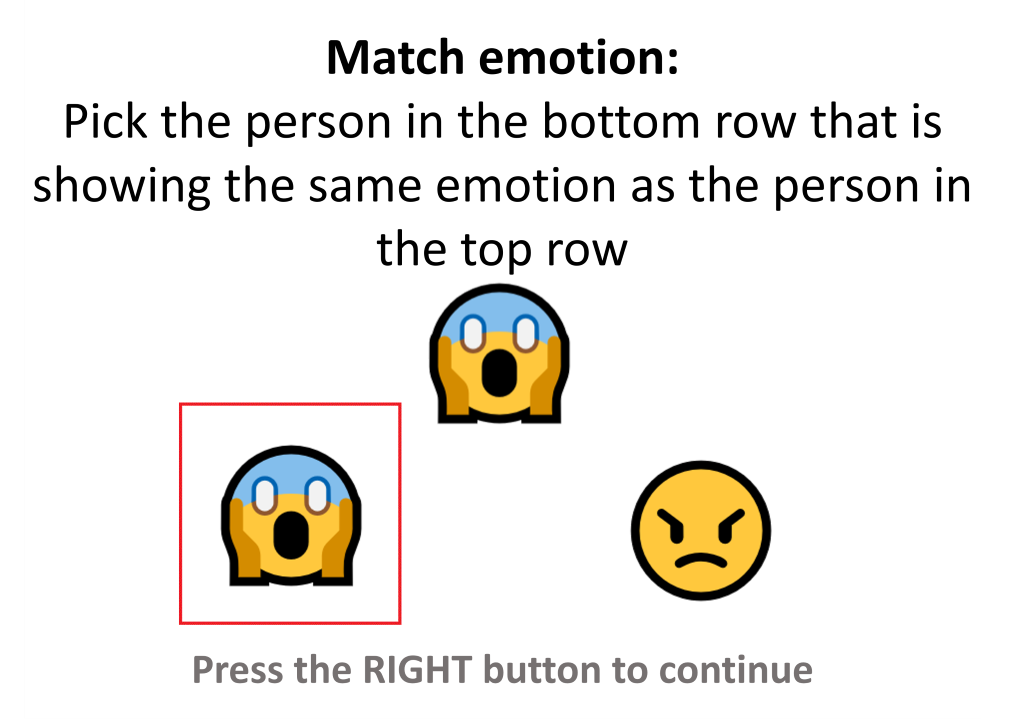 Match emotion:
Pick the person in the bottom row that is
showing the same emotion as the person in
the top row
Press the RIGHT button to continue